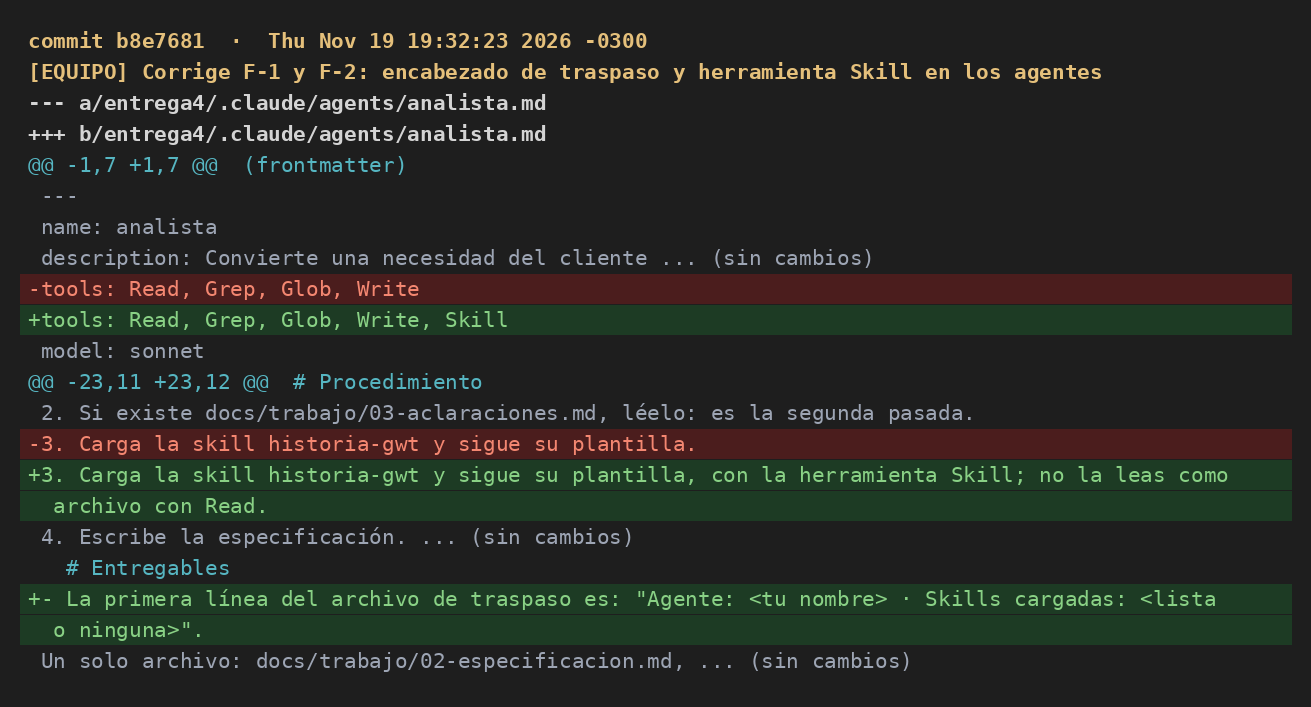 commit b8e7681  ·  Thu Nov 19 19:32:23 2026 -0300
[EQUIPO] Corrige F-1 y F-2: encabezado de traspaso y herramienta Skill en los agentes
--- a/entrega4/.claude/agents/analista.md
+++ b/entrega4/.claude/agents/analista.md
@@ -1,7 +1,7 @@  (frontmatter)
 ---
 name: analista
 description: Convierte una necesidad del cliente ... (sin cambios)
-tools: Read, Grep, Glob, Write
+tools: Read, Grep, Glob, Write, Skill
 model: sonnet
@@ -23,11 +23,12 @@  # Procedimiento
 2. Si existe docs/trabajo/03-aclaraciones.md, léelo: es la segunda pasada.
-3. Carga la skill historia-gwt y sigue su plantilla.
+3. Carga la skill historia-gwt y sigue su plantilla, con la herramienta Skill; no la leas como
  archivo con Read.
 4. Escribe la especificación. ... (sin cambios)
   # Entregables
+- La primera línea del archivo de traspaso es: "Agente: <tu nombre> · Skills cargadas: <lista
  o ninguna>".
 Un solo archivo: docs/trabajo/02-especificacion.md, ... (sin cambios)